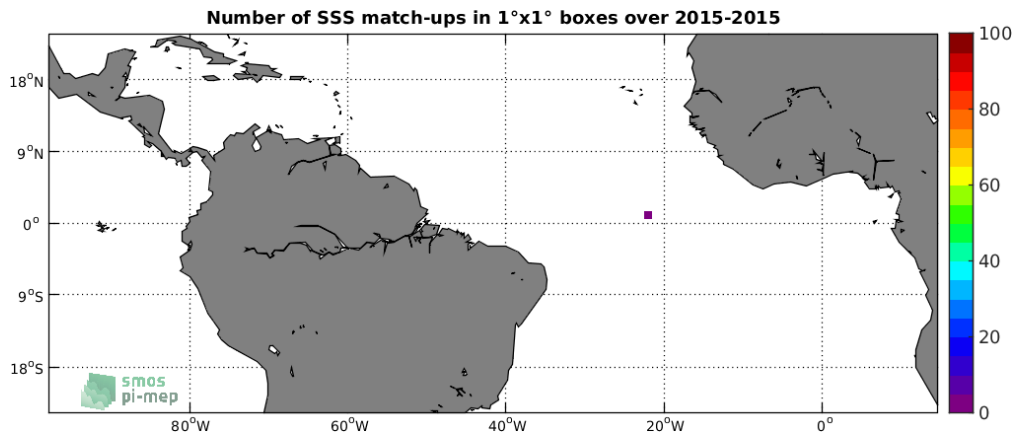 Number of SSS match-ups in 1°x1° boxes over 2015-2015
18°N
9°N
0°
9°S
18°S
80°W
60°W
40°W
20°W
0°
100
80
60
40
20
0
smos
pi-mep